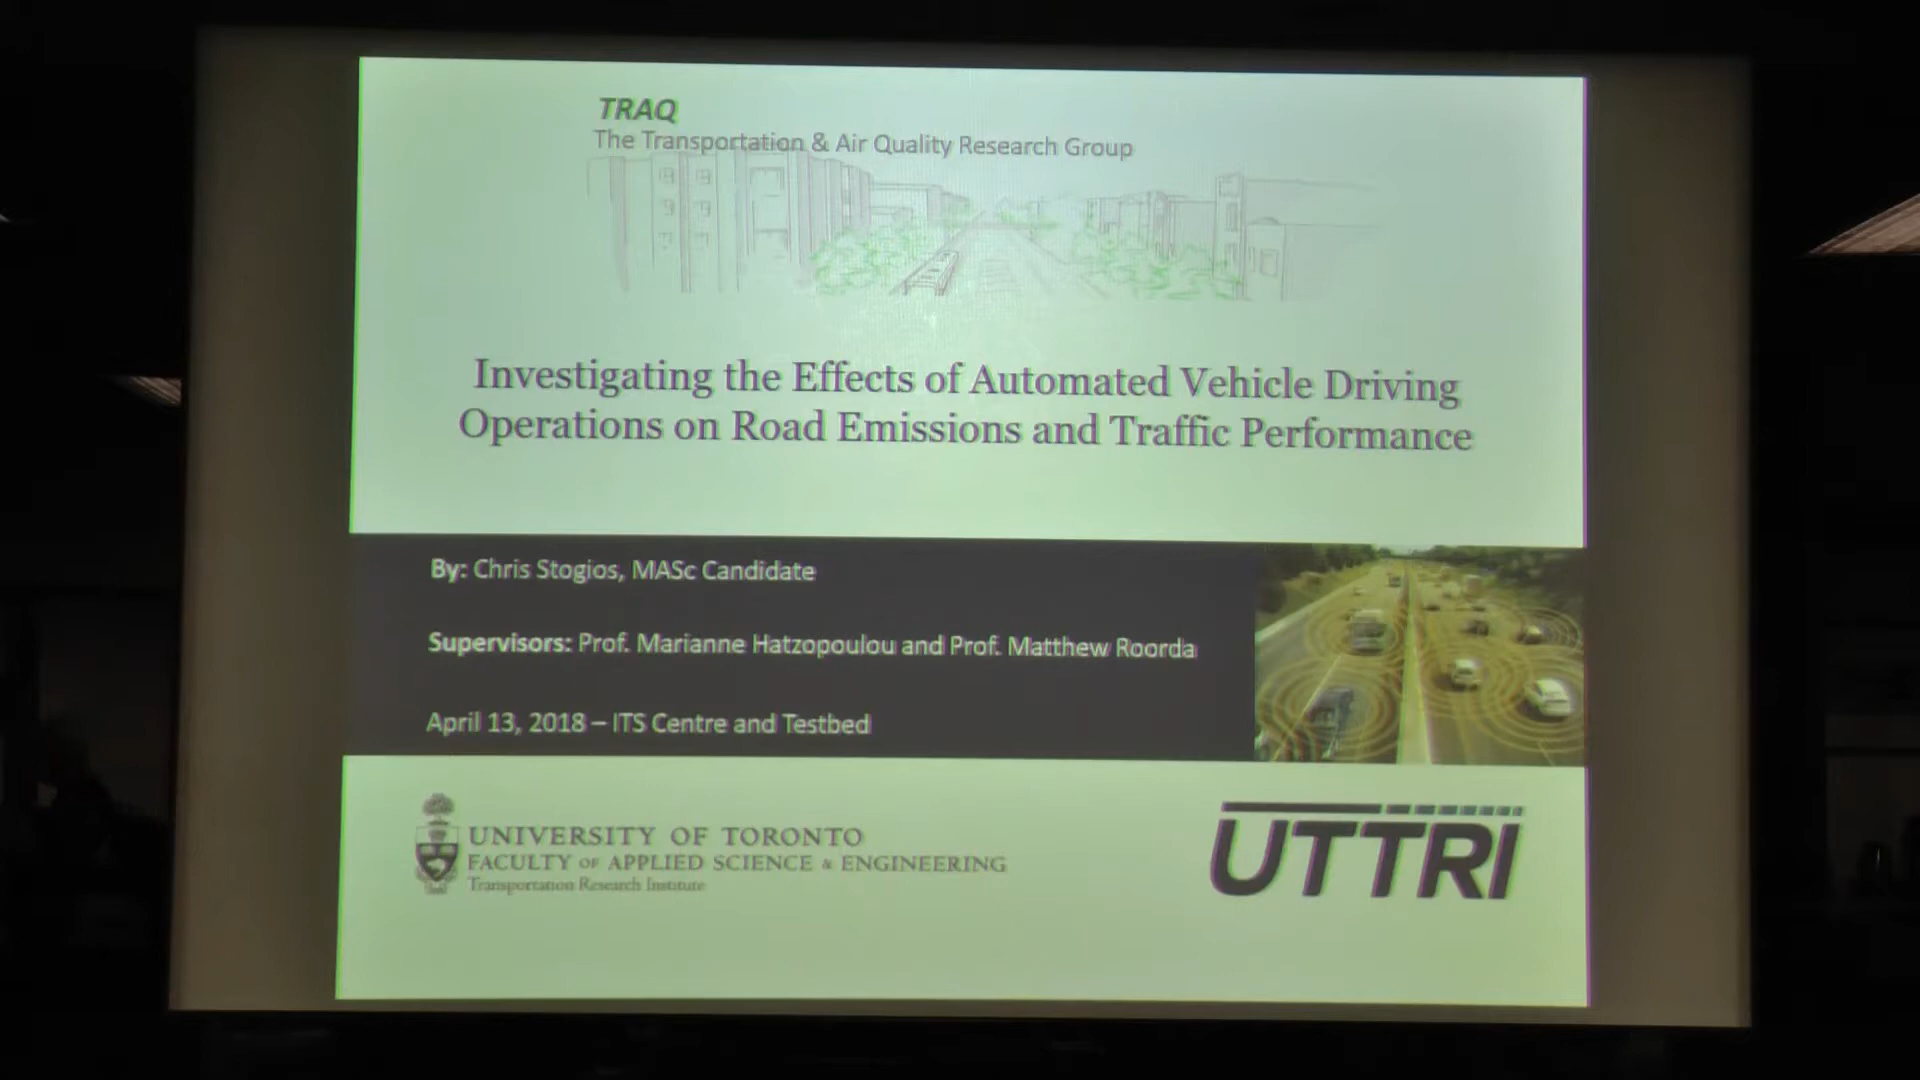 TRAQ
The Transportation & Air Quality Research Group
Investigating the Effects of Automated Vehicle Driving
Operations on Road Emissions and Traffic Performance
By: Chris Stogios, MASc Candidate
Supervisors: Prof. Marianne Hatzopoulou and Prof. Matthew Roorda
April 13, 2018 – ITS Centre and Testbed
UNIVERSITY OF TORONTO
FACULTY OF APPLIED SCIENCE & ENGINEERING
Transportation Research Institute
UTTRI